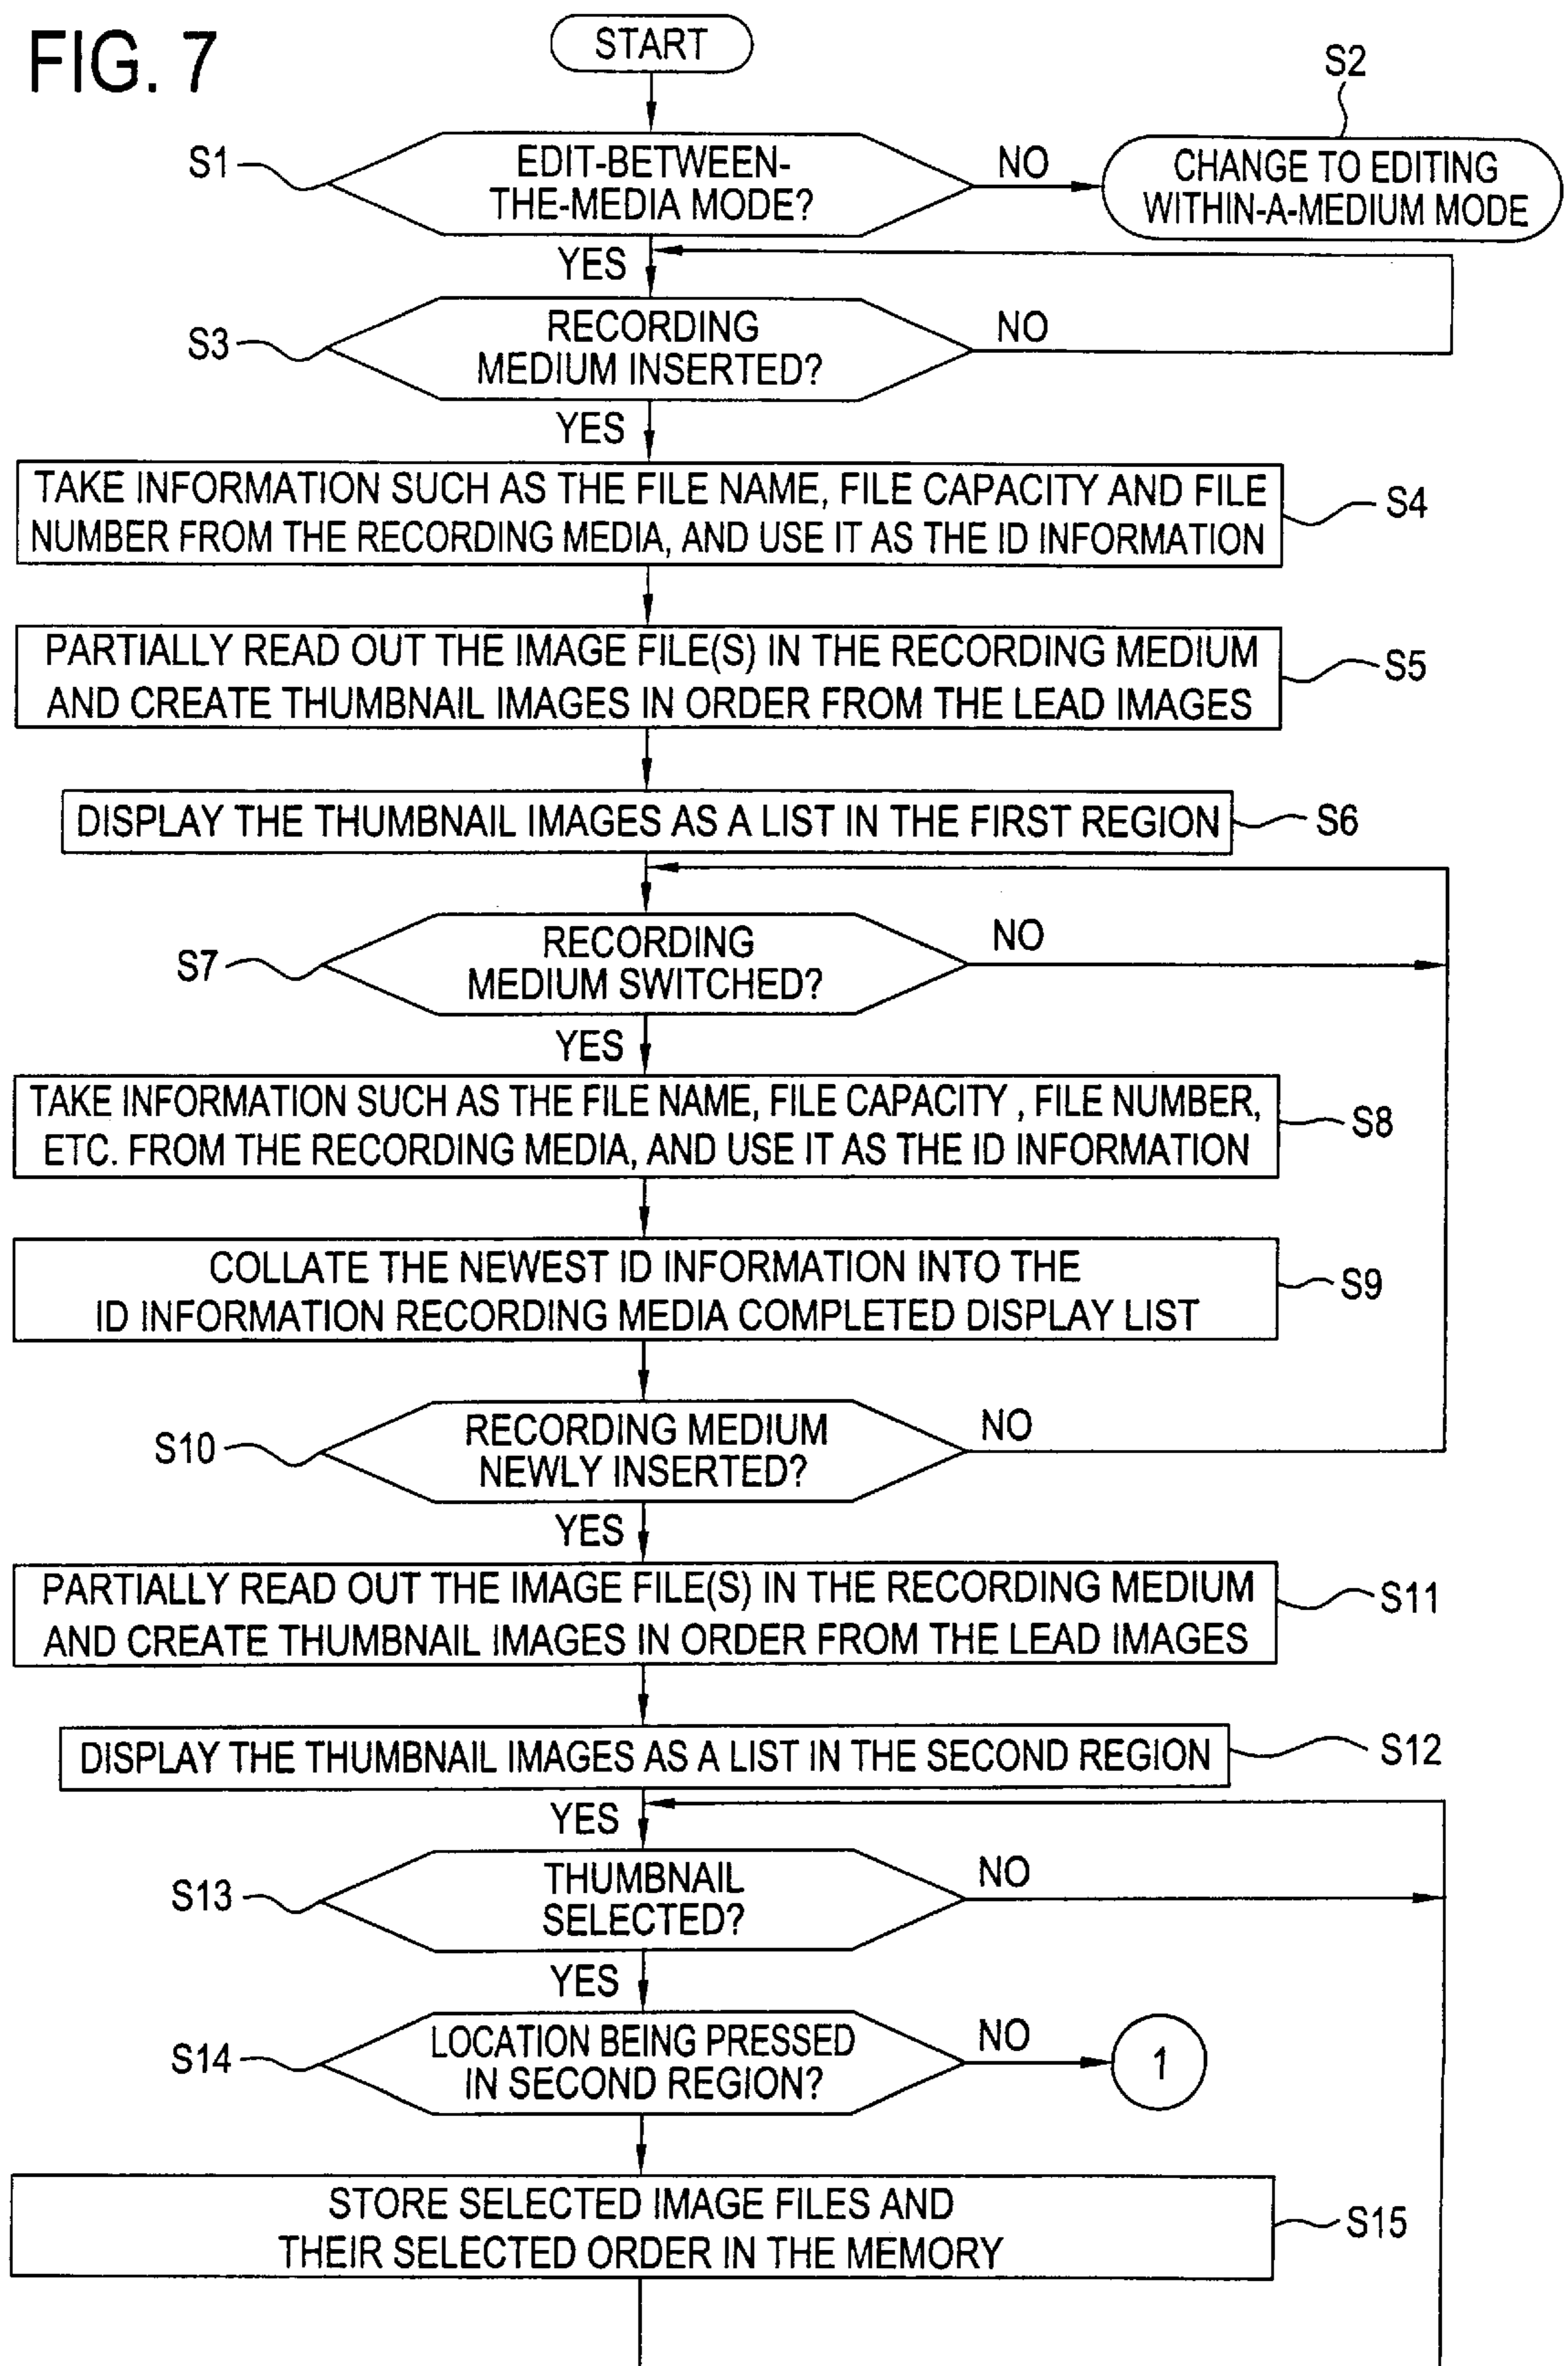 FIG. 7
START
S1
EDIT-BETWEEN-
THE-MEDIA MODE?
NO
S2
CHANGE TO EDITING
WITHIN-A-MEDIUM MODE
YES
S3
RECORDING
MEDIUM INSERTED?
NO
YES
TAKE INFORMATION SUCH AS THE FILE NAME, FILE CAPACITY AND FILE
NUMBER FROM THE RECORDING MEDIA, AND USE IT AS THE ID INFORMATION
S4
PARTIALLY READ OUT THE IMAGE FILE(S) IN THE RECORDING MEDIUM
AND CREATE THUMBNAIL IMAGES IN ORDER FROM THE LEAD IMAGES
S5
DISPLAY THE THUMBNAIL IMAGES AS A LIST IN THE FIRST REGION
S6
S7
RECORDING
MEDIUM SWITCHED?
NO
YES
TAKE INFORMATION SUCH AS THE FILE NAME, FILE CAPACITY , FILE NUMBER,
ETC. FROM THE RECORDING MEDIA, AND USE IT AS THE ID INFORMATION
S8
COLLATE THE NEWEST ID INFORMATION INTO THE
ID INFORMATION RECORDING MEDIA COMPLETED DISPLAY LIST
S9
S10
RECORDING MEDIUM
NEWLY INSERTED?
NO
YES
PARTIALLY READ OUT THE IMAGE FILE(S) IN THE RECORDING MEDIUM
AND CREATE THUMBNAIL IMAGES IN ORDER FROM THE LEAD IMAGES
S11
DISPLAY THE THUMBNAIL IMAGES AS A LIST IN THE SECOND REGION
S12
YES
S13
THUMBNAIL
SELECTED?
NO
YES
S14
LOCATION BEING PRESSED
IN SECOND REGION?
NO
1
STORE SELECTED IMAGE FILES AND
THEIR SELECTED ORDER IN THE MEMORY
S15